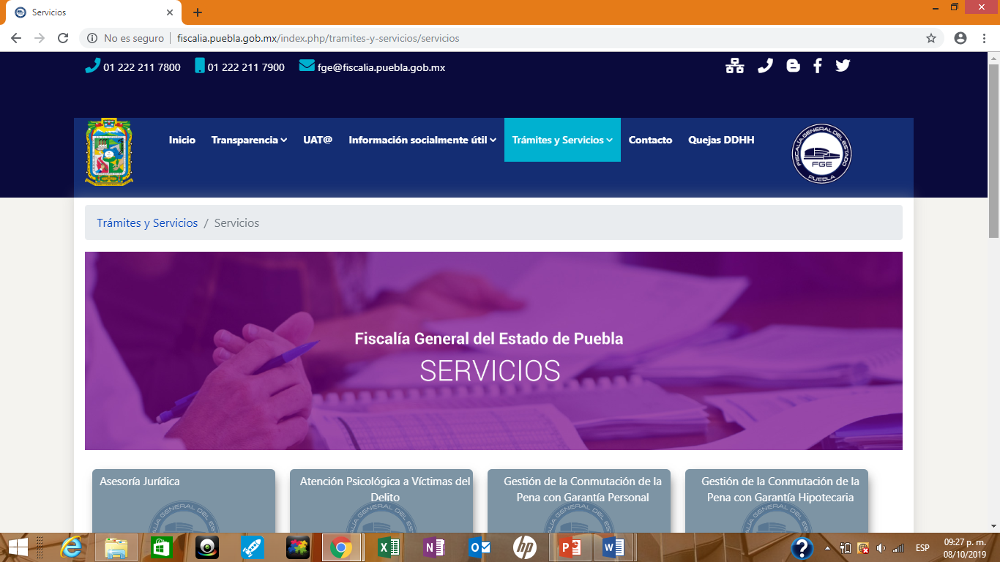 Servicios
No es seguro
fiscalia.puebla.gob.mx/index.php/tramites-y-servicios/servicios
01 222 211 7800 01 222 211 7900 fge@fiscalia.puebla.gob.mx
Inicio Transparencia UAT@ Información socialmente útil Trámites y Servicios Contacto Quejas DDHH
FISCALÍA GENERAL DEL ESTADO
FGE
PUEBLA
Trámites y Servicios / Servicios
Fiscalía General del Estado de Puebla
SERVICIOS
Asesoría Jurídica
Atención Psicológica a Víctimas del
Delito
Gestión de la Conmutación de la
Pena con Garantía Personal
Gestión de la Conmutación de la
Pena con Garantía Hipotecaria
ESP
09:27 p. m.
08/10/2019